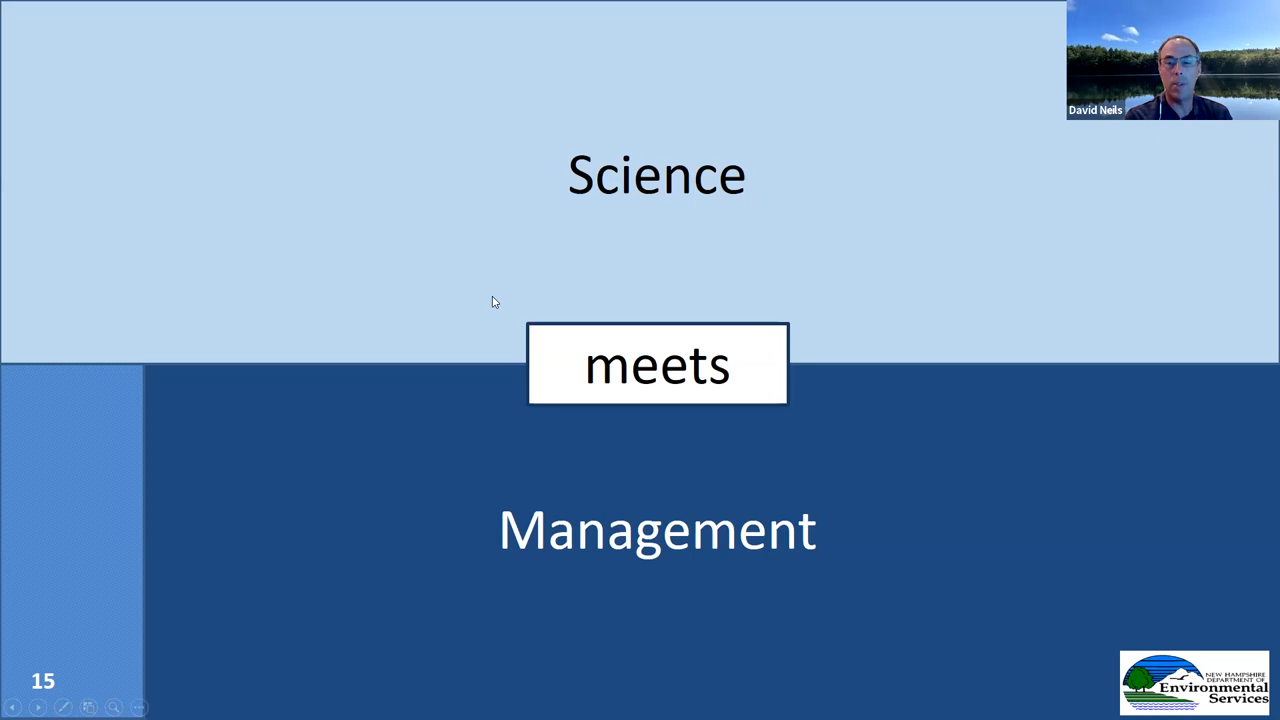 David Neils
Science
meets
Management
15
NEW HAMPSHIRE
DEPARTMENT OF
Environmental
Services